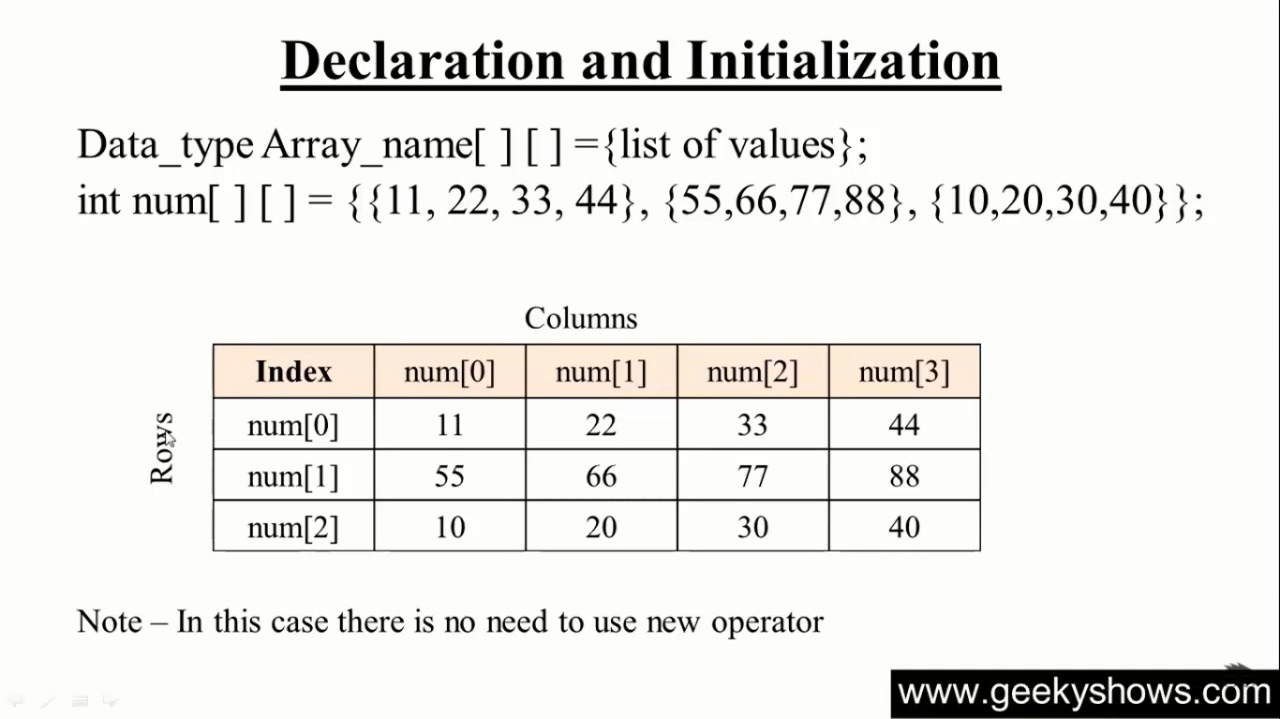 Declaration and Initialization
Data_type Array_name[ ] [ ] ={list of values};
int num[ ] [ ] = {{11, 22, 33, 44}, {55,66,77,88}, {10,20,30,40}};
Columns
Rows
Index num[0] num[1] num[2] num[3]
num[0] 11 22 33 44
num[1] 55 66 77 88
num[2] 10 20 30 40
Note – In this case there is no need to use new operator
www.geekyshows.com